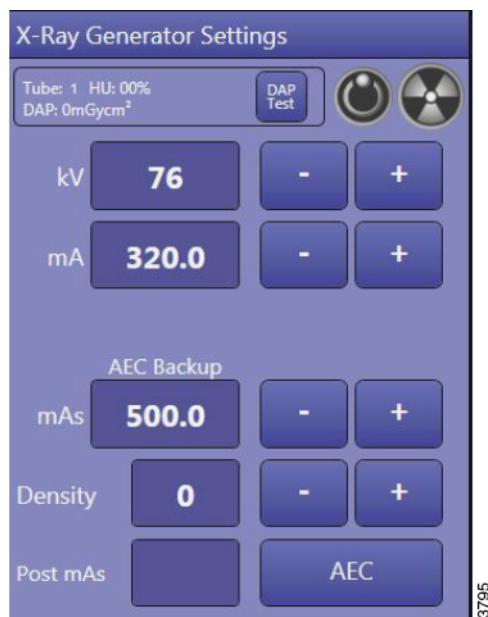 X-Ray Generator Settings
Tube: 1 HU: 00%
DAP: 0mGycm²
DAP
Test
kV 76 - +
mA 320.0 - +
AEC Backup
mAs 500.0 - +
Density 0 - +
Post mAs AEC
3795